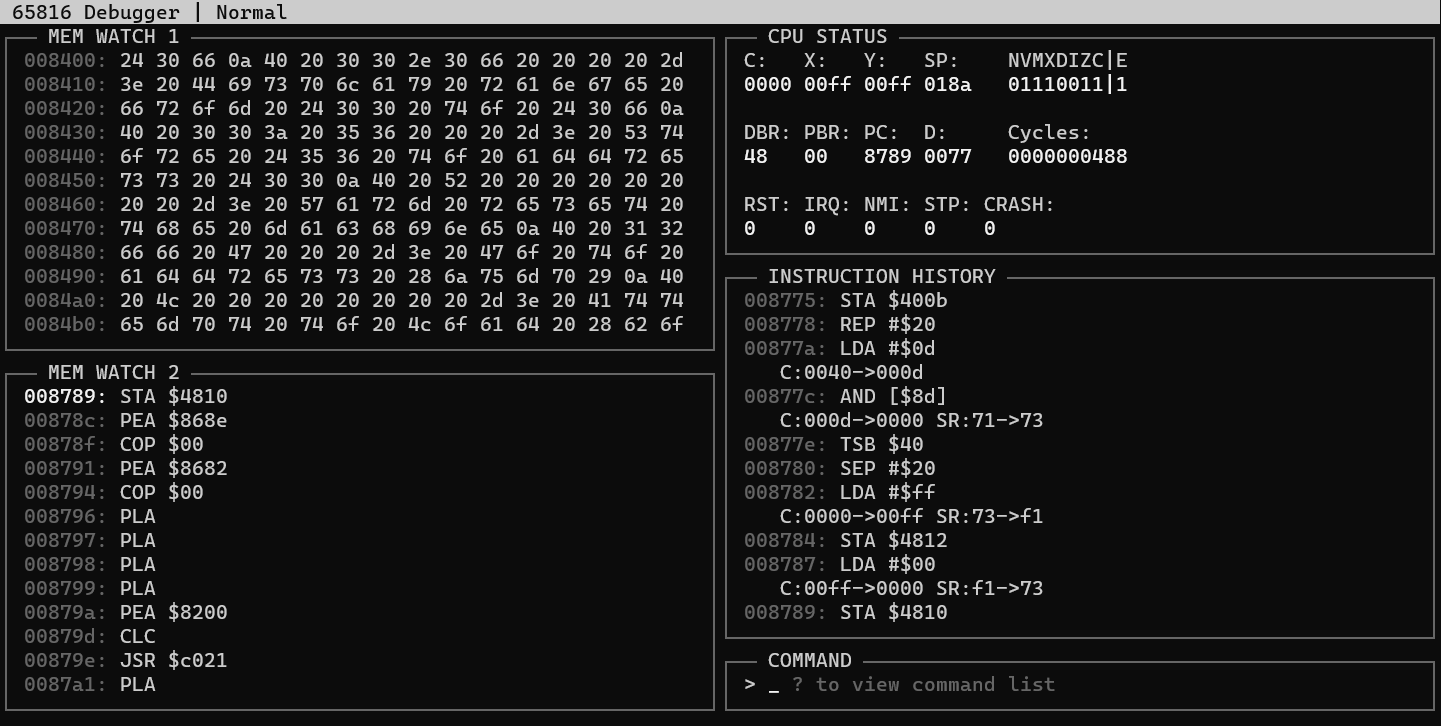 65816 Debugger | Normal
MEM WATCH 1
008400: 24 30 66 0a 40 20 30 30 2e 30 66 20 20 20 20 2d
008410: 3e 20 44 69 73 70 6c 61 79 20 72 61 6e 67 65 20
008420: 66 72 6f 6d 20 24 30 30 20 74 6f 20 24 30 66 0a
008430: 40 20 30 30 3a 20 35 36 20 20 20 2d 3e 20 53 74
008440: 6f 72 65 20 24 35 36 20 74 6f 20 61 64 64 72 65
008450: 73 73 20 24 30 30 0a 40 20 52 20 20 20 20 20 20
008460: 20 20 2d 3e 20 57 61 72 6d 20 72 65 73 65 74 20
008470: 74 68 65 20 6d 61 63 68 69 6e 65 0a 40 20 31 32
008480: 66 66 20 47 20 20 20 2d 3e 20 47 6f 20 74 6f 20
008490: 61 64 64 72 65 73 73 20 28 6a 75 6d 70 29 0a 40
0084a0: 20 4c 20 20 20 20 20 20 20 20 2d 3e 20 41 74 74
0084b0: 65 6d 70 74 20 74 6f 20 4c 6f 61 64 20 28 62 6f
MEM WATCH 2
008789: STA $4810
00878c: PEA $868e
00878f: COP $00
008791: PEA $8682
008794: COP $00
008796: PLA
008797: PLA
008798: PLA
008799: PLA
00879a: PEA $8200
00879d: CLC
00879e: JSR $c021
0087a1: PLA
CPU STATUS
C: X: Y: SP: NVMXDIZC|E
0000 00ff 00ff 018a 01110011|1
DBR: PBR: PC: D: Cycles:
48 00 8789 0077 0000000488
RST: IRQ: NMI: STP: CRASH:
0 0 0 0 0
INSTRUCTION HISTORY
008775: STA $400b
008778: REP #$20
00877a: LDA #$0d
C:0040->000d
00877c: AND [$8d]
C:000d->0000 SR:71->73
00877e: TSB $40
008780: SEP #$20
008782: LDA #$ff
C:0000->00ff SR:73->f1
008784: STA $4812
008787: LDA #$00
C:00ff->0000 SR:f1->73
008789: STA $4810
COMMAND
> _ ? to view command list